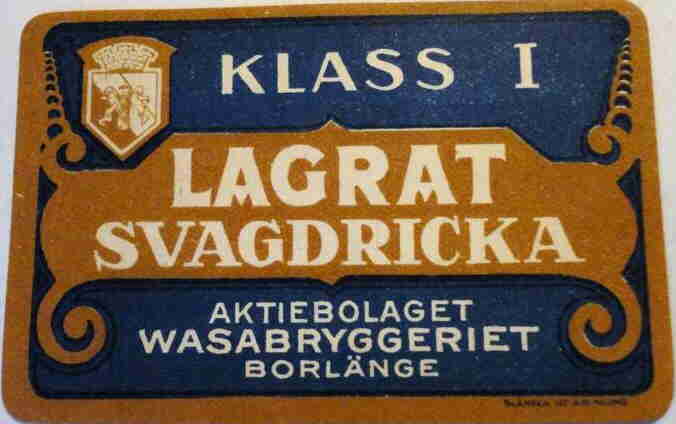 KLASS I
LAGRAT
SVAGDRICKA
AKTIEBOLAGET
WASABRYGGERIET
BORLÄNGE